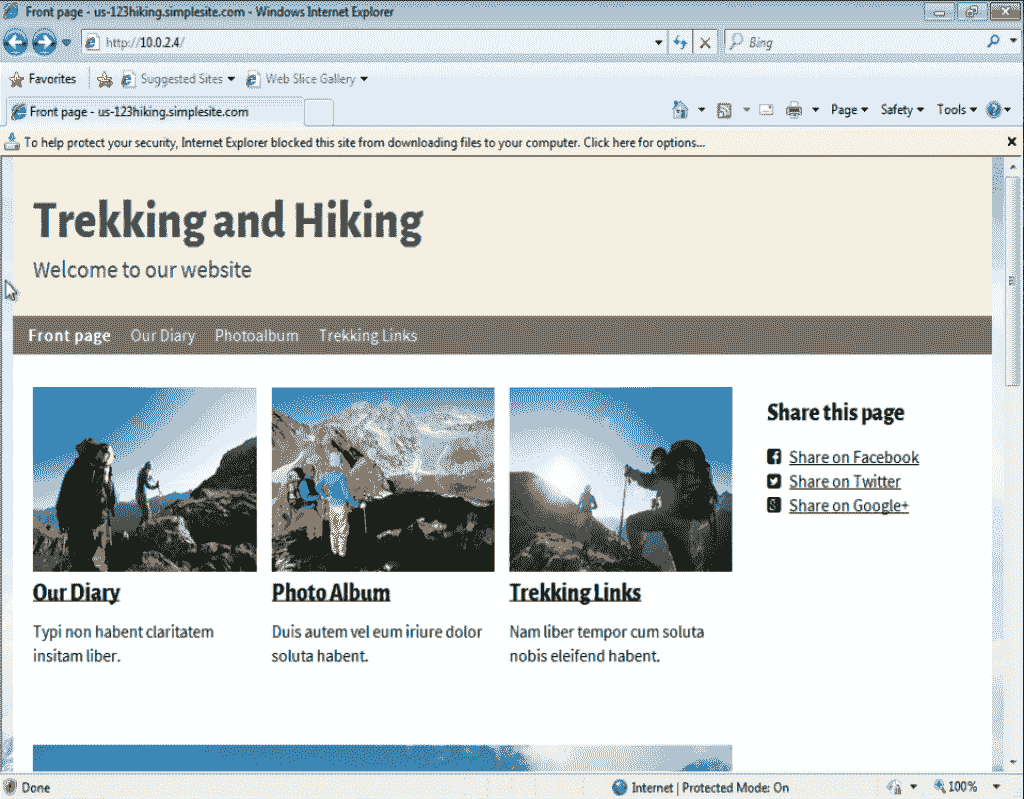 Front page - us-123hiking.simplesite.com - Windows Internet Explorer
http://10.0.2.4/
Bing
Favorites Suggested Sites Web Slice Gallery
Front page - us-123hiking.simplesite.com
Page Safety Tools
To help protect your security, Internet Explorer blocked this site from downloading files to your computer. Click here for options...
Trekking and Hiking
Welcome to our website
Front page Our Diary Photoalbum Trekking Links
Our Diary
Typi non habent claritatem
insitam liber.
Photo Album
Duis autem vel eum iriure dolor
soluta habent.
Trekking Links
Nam liber tempor cum soluta
nobis eleifend habent.
Share this page
Share on Facebook
Share on Twitter
Share on Google+
Done
Internet | Protected Mode: On
100%